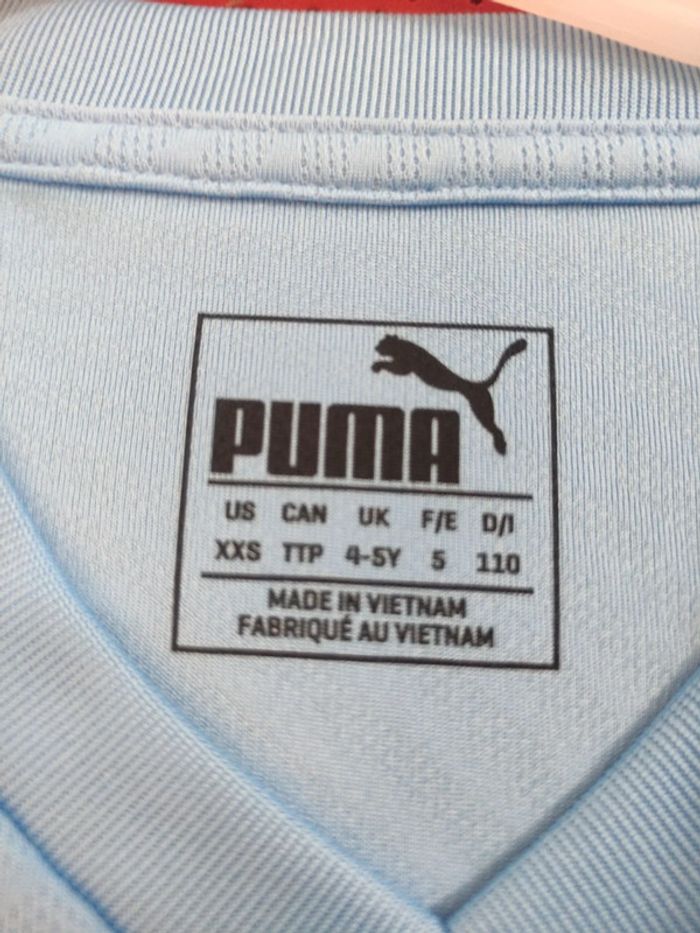 PUMA
US CAN UK F/E D/I
XXS TTP 4-5Y 5 110
MADE IN VIETNAM
FABRIQUÉ AU VIETNAM